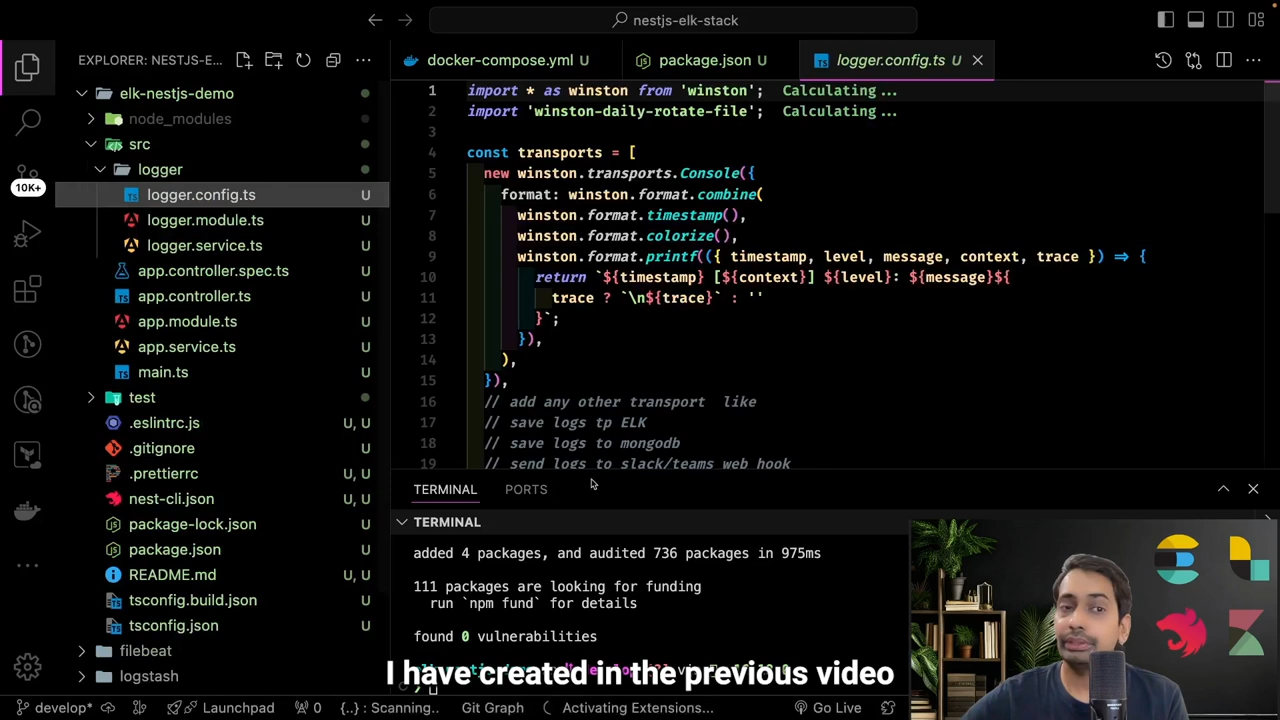 nestjs-elk-stack
EXPLORER: NESTJS-E...
docker-compose.yml U
package.json U
logger.config.ts U
elk-nestjs-demo
node_modules
src
logger
logger.config.ts U
10K+
logger.module.ts U
logger.service.ts U
app.controller.spec.ts U
app.controller.ts U
app.module.ts U
app.service.ts U
main.ts U
test
.eslintrc.js U
.gitignore U
.prettierrc U, U
nest-cli.json U, U
package-lock.json U
package.json U
README.md U, U
tsconfig.build.json U
tsconfig.json U
filebeat
logstash
1 import * as winston from 'winston'; Calculating...
2 import 'winston-daily-rotate-file'; Calculating...
3
4 const transports = [
5 new winston.transports.Console({
6 format: winston.format.combine(
7 winston.format.timestamp(),
8 winston.format.colorize(),
9 winston.format.printf(({ timestamp, level, message, context, trace }) => {
10 return `${timestamp} [${context}] ${level}: ${message}${
11 trace ? `\n${trace}` : ''
12 }`;
13 }),
14 ),
15 }),
16 // add any other transport like
17 // save logs tp ELK
18 // save logs to mongodb
19 // send logs to slack/teams web hook
TERMINAL PORTS
TERMINAL
added 4 packages, and audited 736 packages in 975ms
111 packages are looking for funding
run `npm fund` for details
found 0 vulnerabilities
I have created in the previous video
develop* Launchpad 0 {..}: Scanning.. Git Graph Activating Extensions... Go Live